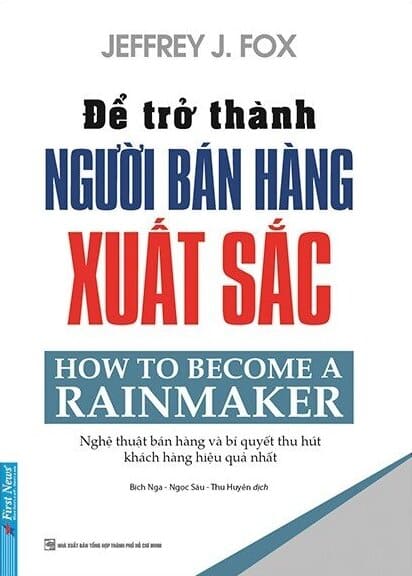 JEFFREY J. FOX
Để trở thành
NGƯỜI BÁN HÀNG
XUẤT SẮC
HOW TO BECOME A
RAINMAKER
Nghệ thuật bán hàng và bí quyết thu hút
khách hàng hiệu quả nhất
Bích Nga - Ngọc Sáu - Thu Huyền dịch
First News
NHÀ XUẤT BẢN TỔNG HỢP THÀNH PHỐ HỒ CHÍ MINH